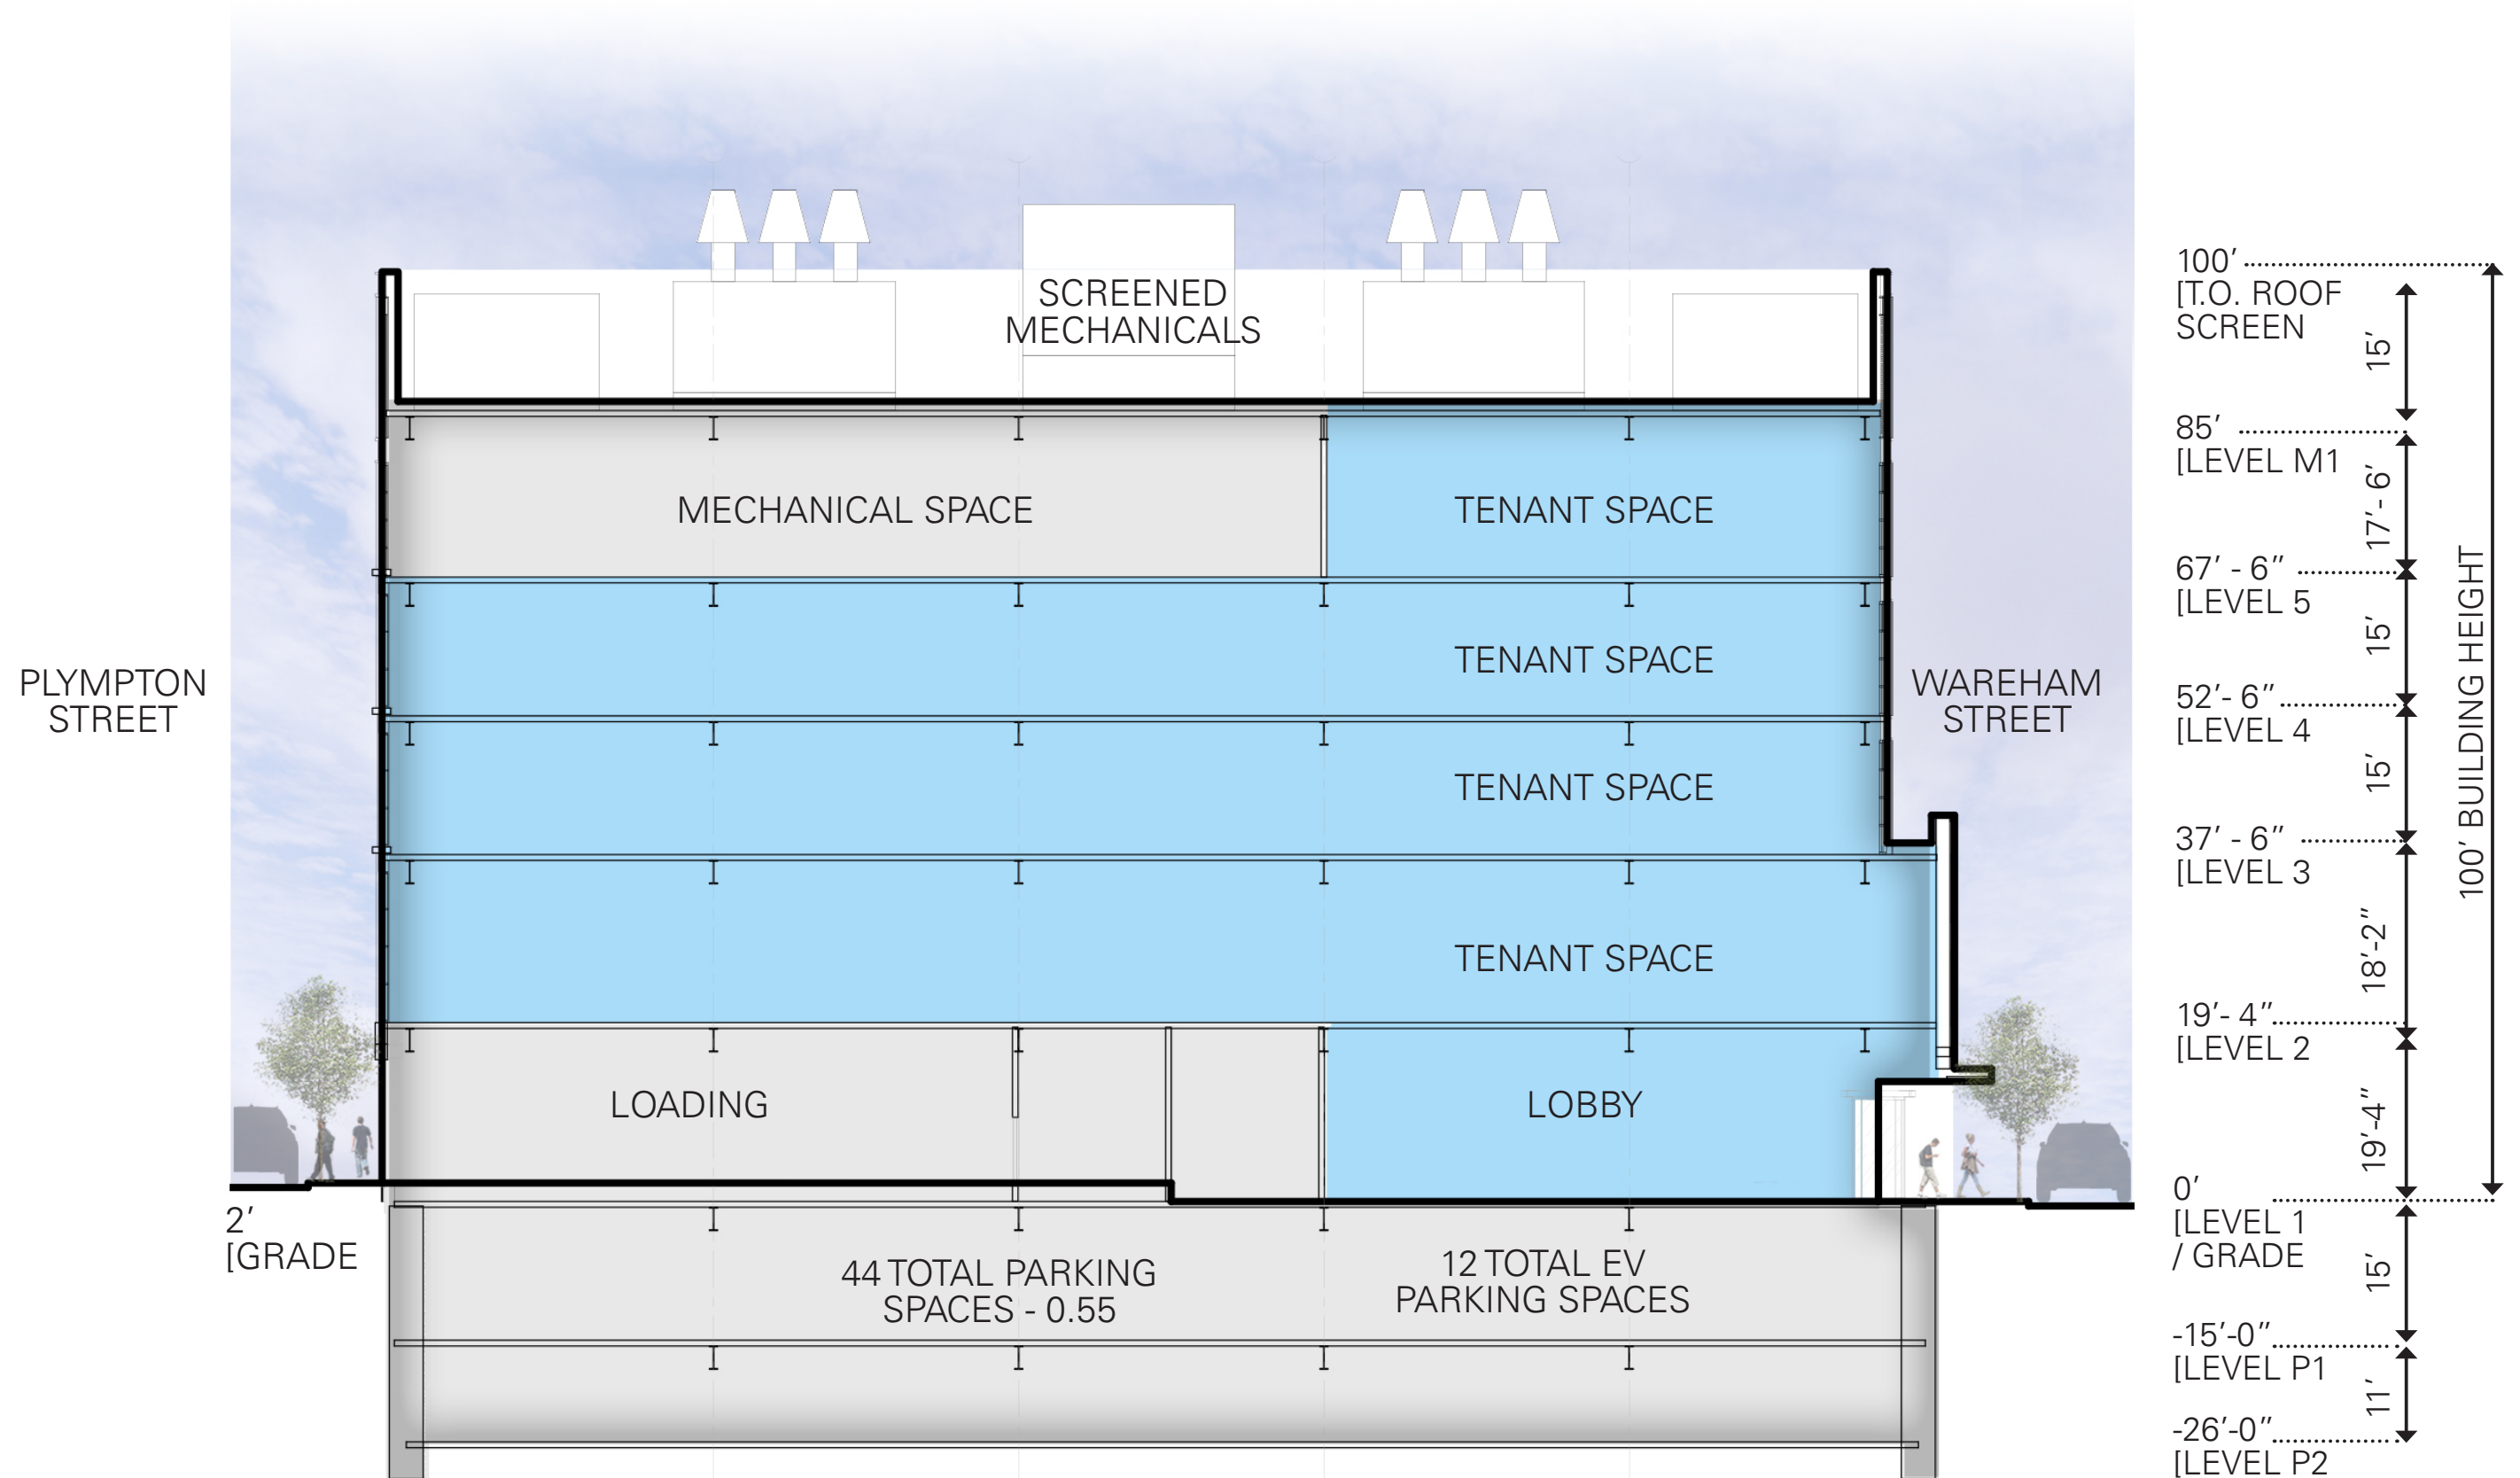 SCREENED
MECHANICALS
MECHANICAL SPACE
TENANT SPACE
TENANT SPACE
TENANT SPACE
TENANT SPACE
LOADING
LOBBY
PLYMPTON
STREET
WAREHAM
STREET
2’
[GRADE
44 TOTAL PARKING
SPACES - 0.55
12 TOTAL EV
PARKING SPACES
100’
[T.O. ROOF
SCREEN
15’
85’
[LEVEL M1
17’- 6’
67’ - 6”
[LEVEL 5
15’
52’- 6”
[LEVEL 4
15’
37’ - 6”
[LEVEL 3
18’-2”
19’- 4”
[LEVEL 2
19’-4”
0’
[LEVEL 1
/ GRADE
15’
-15’-0”
[LEVEL P1
11’
-26’-0”
[LEVEL P2
100’ BUILDING HEIGHT